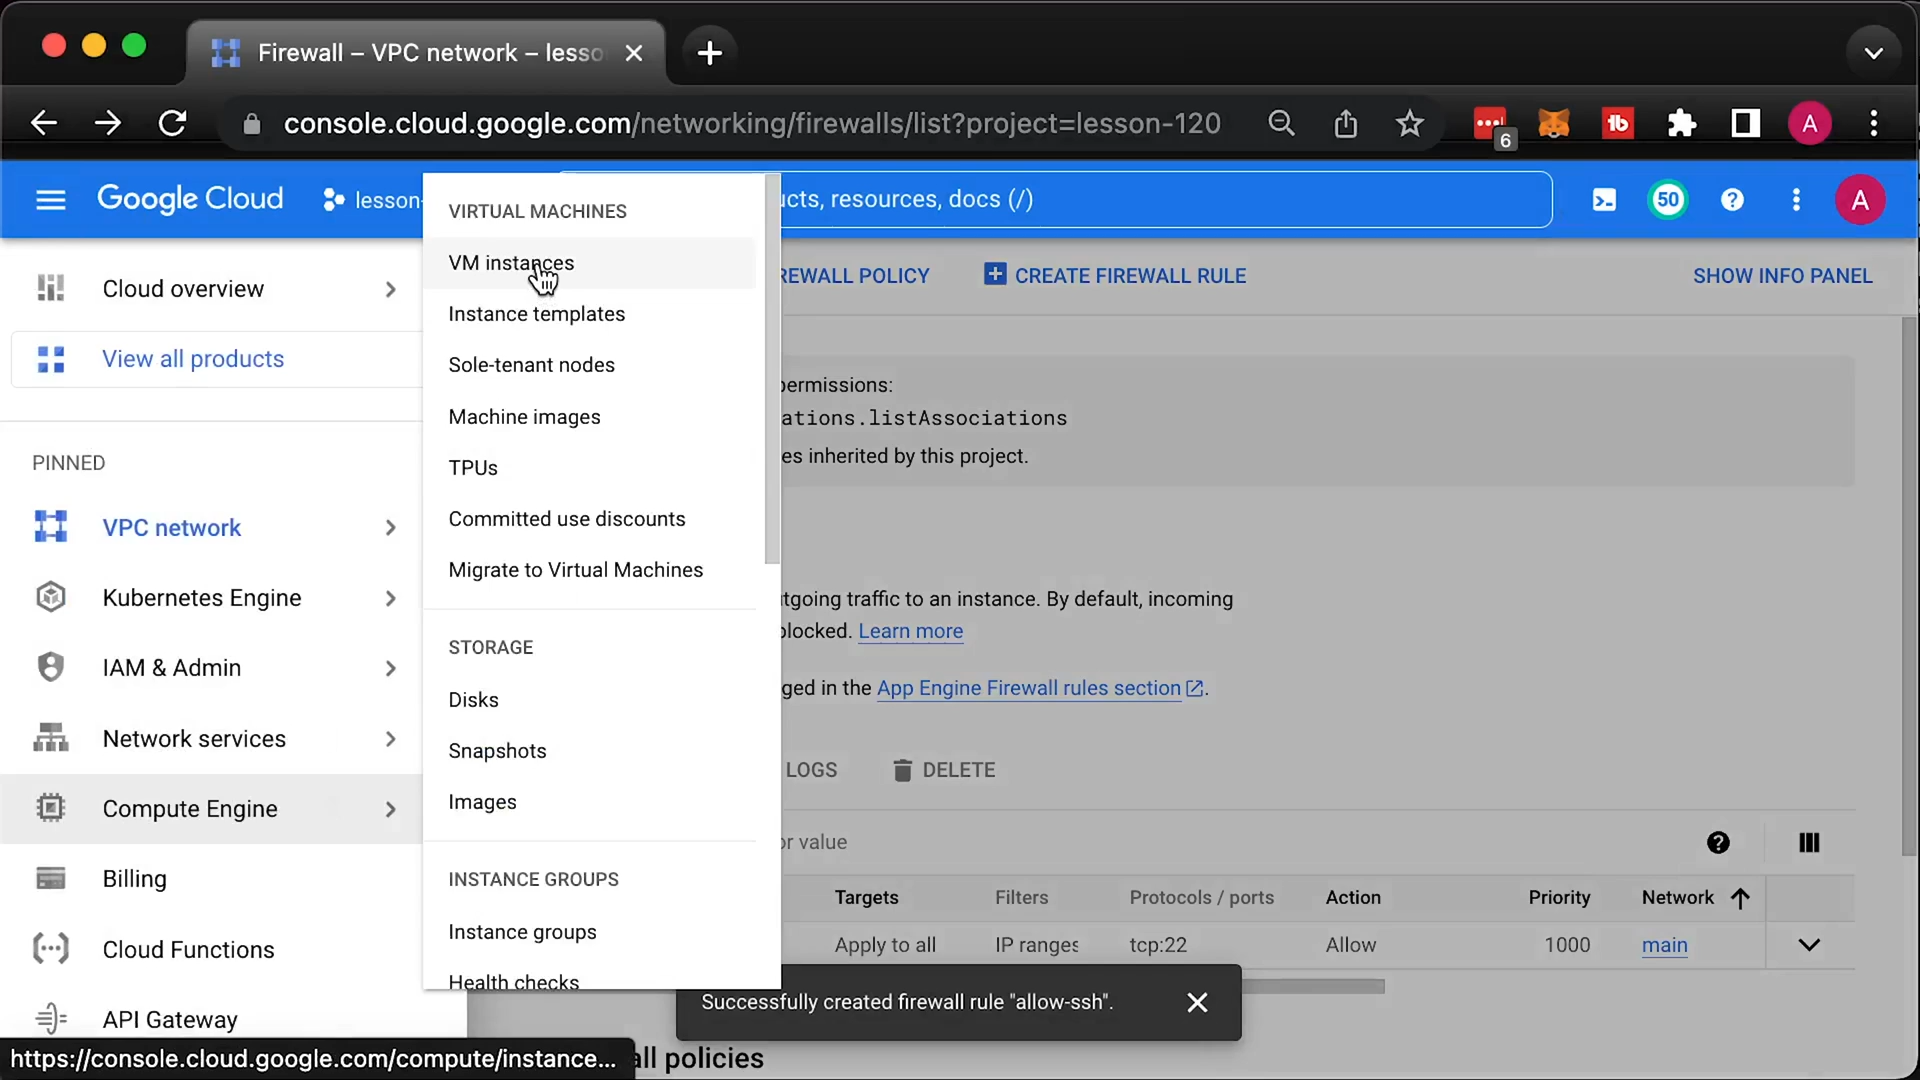 Firewall – VPC network – lesso
console.cloud.google.com/networking/firewalls/list?project=lesson-120
6
A
Google Cloud
lesson-
ucts, resources, docs (/)
50
A
Cloud overview
View all products
PINNED
VPC network
Kubernetes Engine
IAM & Admin
Network services
Compute Engine
Billing
Cloud Functions
API Gateway
VIRTUAL MACHINES
VM instances
Instance templates
Sole-tenant nodes
Machine images
TPUs
Committed use discounts
Migrate to Virtual Machines
STORAGE
Disks
Snapshots
Images
INSTANCE GROUPS
Instance groups
Health checks
REWALL POLICY
CREATE FIREWALL RULE
SHOW INFO PANEL
permissions:
ations.listAssociations
es inherited by this project.
tgoing traffic to an instance. By default, incoming
blocked. Learn more
ged in the App Engine Firewall rules section.
LOGS
DELETE
or value
Targets Filters Protocols / ports Action Priority Network
Apply to all IP ranges tcp:22 Allow 1000 main
Successfully created firewall rule "allow-ssh".
all policies
https://console.cloud.google.com/compute/instance...